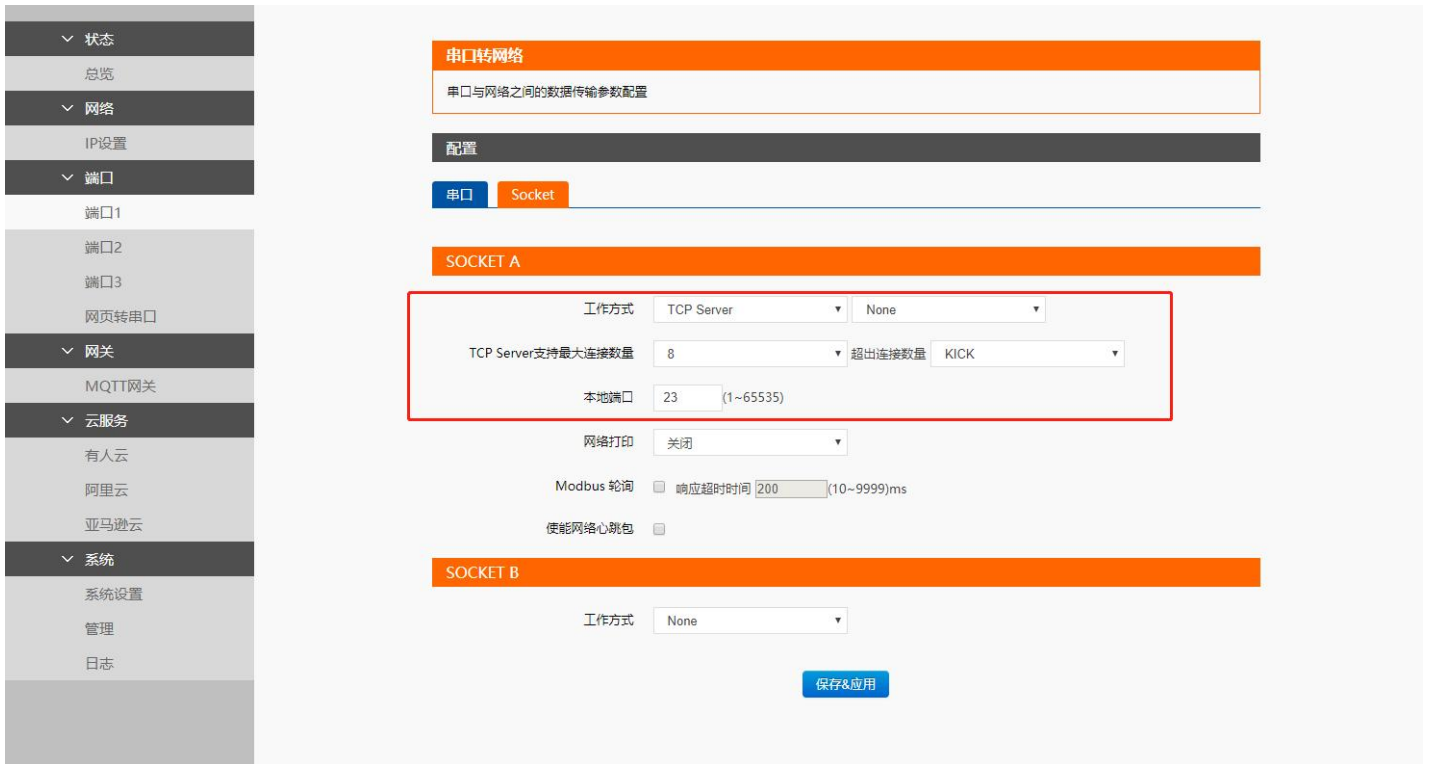 状态
总览
网络
IP设置
端口
端口1
端口2
端口3
网页转串口
网关
MQTT网关
云服务
有人云
阿里云
亚马逊云
系统
系统设置
管理
日志
串口转网络
串口与网络之间的数据传输参数配置
配置
串口 Socket
SOCKET A
工作方式 TCP Server None
TCP Server支持最大连接数量 8 超出连接数量 KICK
本地端口 23 (1~65535)
网络打印 关闭
Modbus 轮询 响应超时时间 200 (10~9999)ms
使能网络心跳包
SOCKET B
工作方式 None
保存&应用